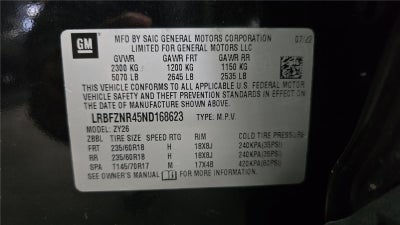 GM
MFG BY SAIC GENERAL MOTORS CORPORATION 07/22
LIMITED FOR GENERAL MOTORS LLC
GVWR GAWR FRT GAWR RR
2300 KG 1200 KG 1150 KG
5070 LB 2645 LB 2535 LB
THIS VEHICLE CONFORMS TO ALL APPLICABLE U.S. FEDERAL MOTOR
VEHICLE SAFETY AND THEFT PREVENTION STANDARDS IN EFFECT ON
THE DATE OF MANUFACTURE SHOWN ABOVE.
LRBFZNR45ND168623 TYPE: M.P.V.
MODEL: ZY26
ZBBL TIRE SIZE SPEED RTG RIM COLD TIRE PRESSURE
FRT 235/60R18 H 18X8J 240KPA(35PSI)
RR 235/60R18 H 18X8J 240KPA(35PSI)
SPA T145/70R17 M 17X4B 420KPA(60PSI)
SEE OWNER'S MANUAL FOR MORE INFORMATION.